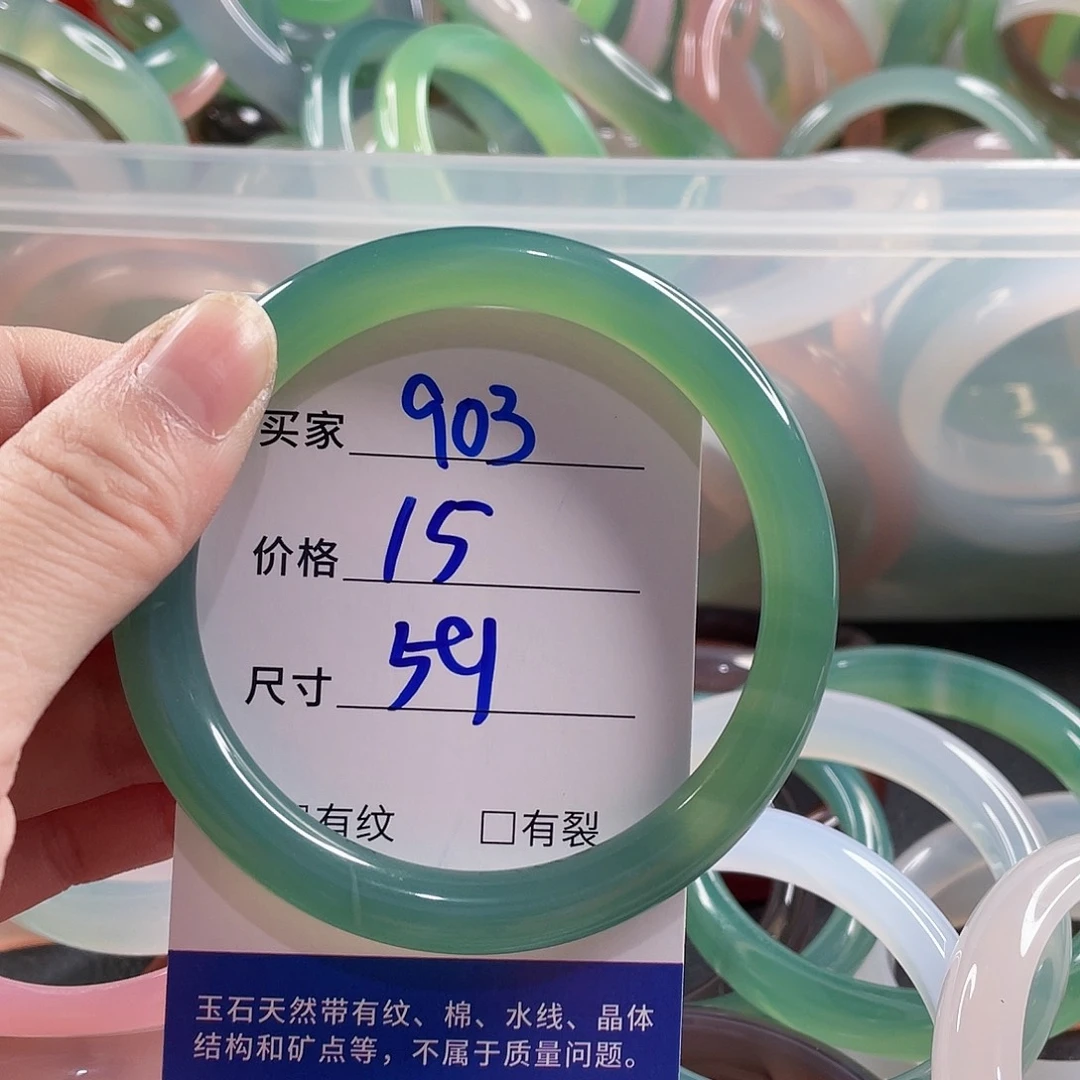 买家 903
价格 15
尺寸 59
有纹 □有裂
玉石天然带有纹、棉、水线、晶体
结构和矿点等，不属于质量问题。